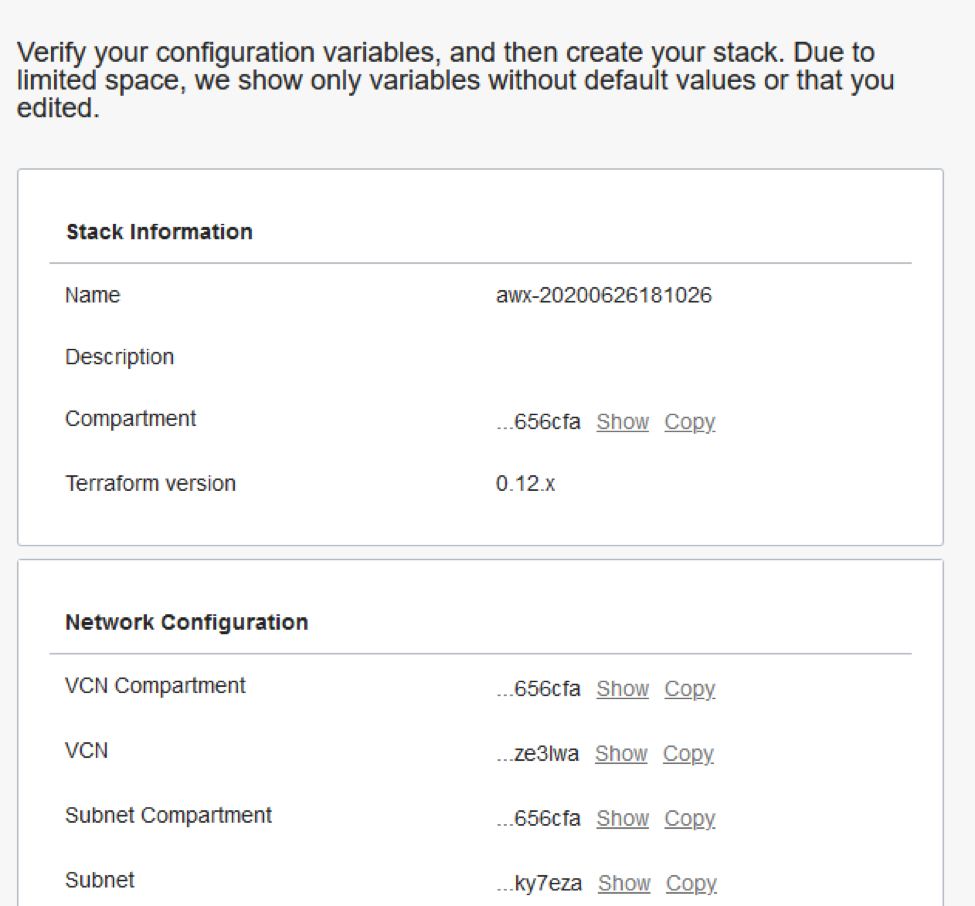 Verify your configuration variables, and then create your stack. Due to
limited space, we show only variables without default values or that you
edited.
Stack Information
Name awx-20200626181026
Description
Compartment ...656cfa Show Copy
Terraform version 0.12.x
Network Configuration
VCN Compartment ...656cfa Show Copy
VCN ...ze3lwa Show Copy
Subnet Compartment ...656cfa Show Copy
Subnet ...ky7eza Show Copy